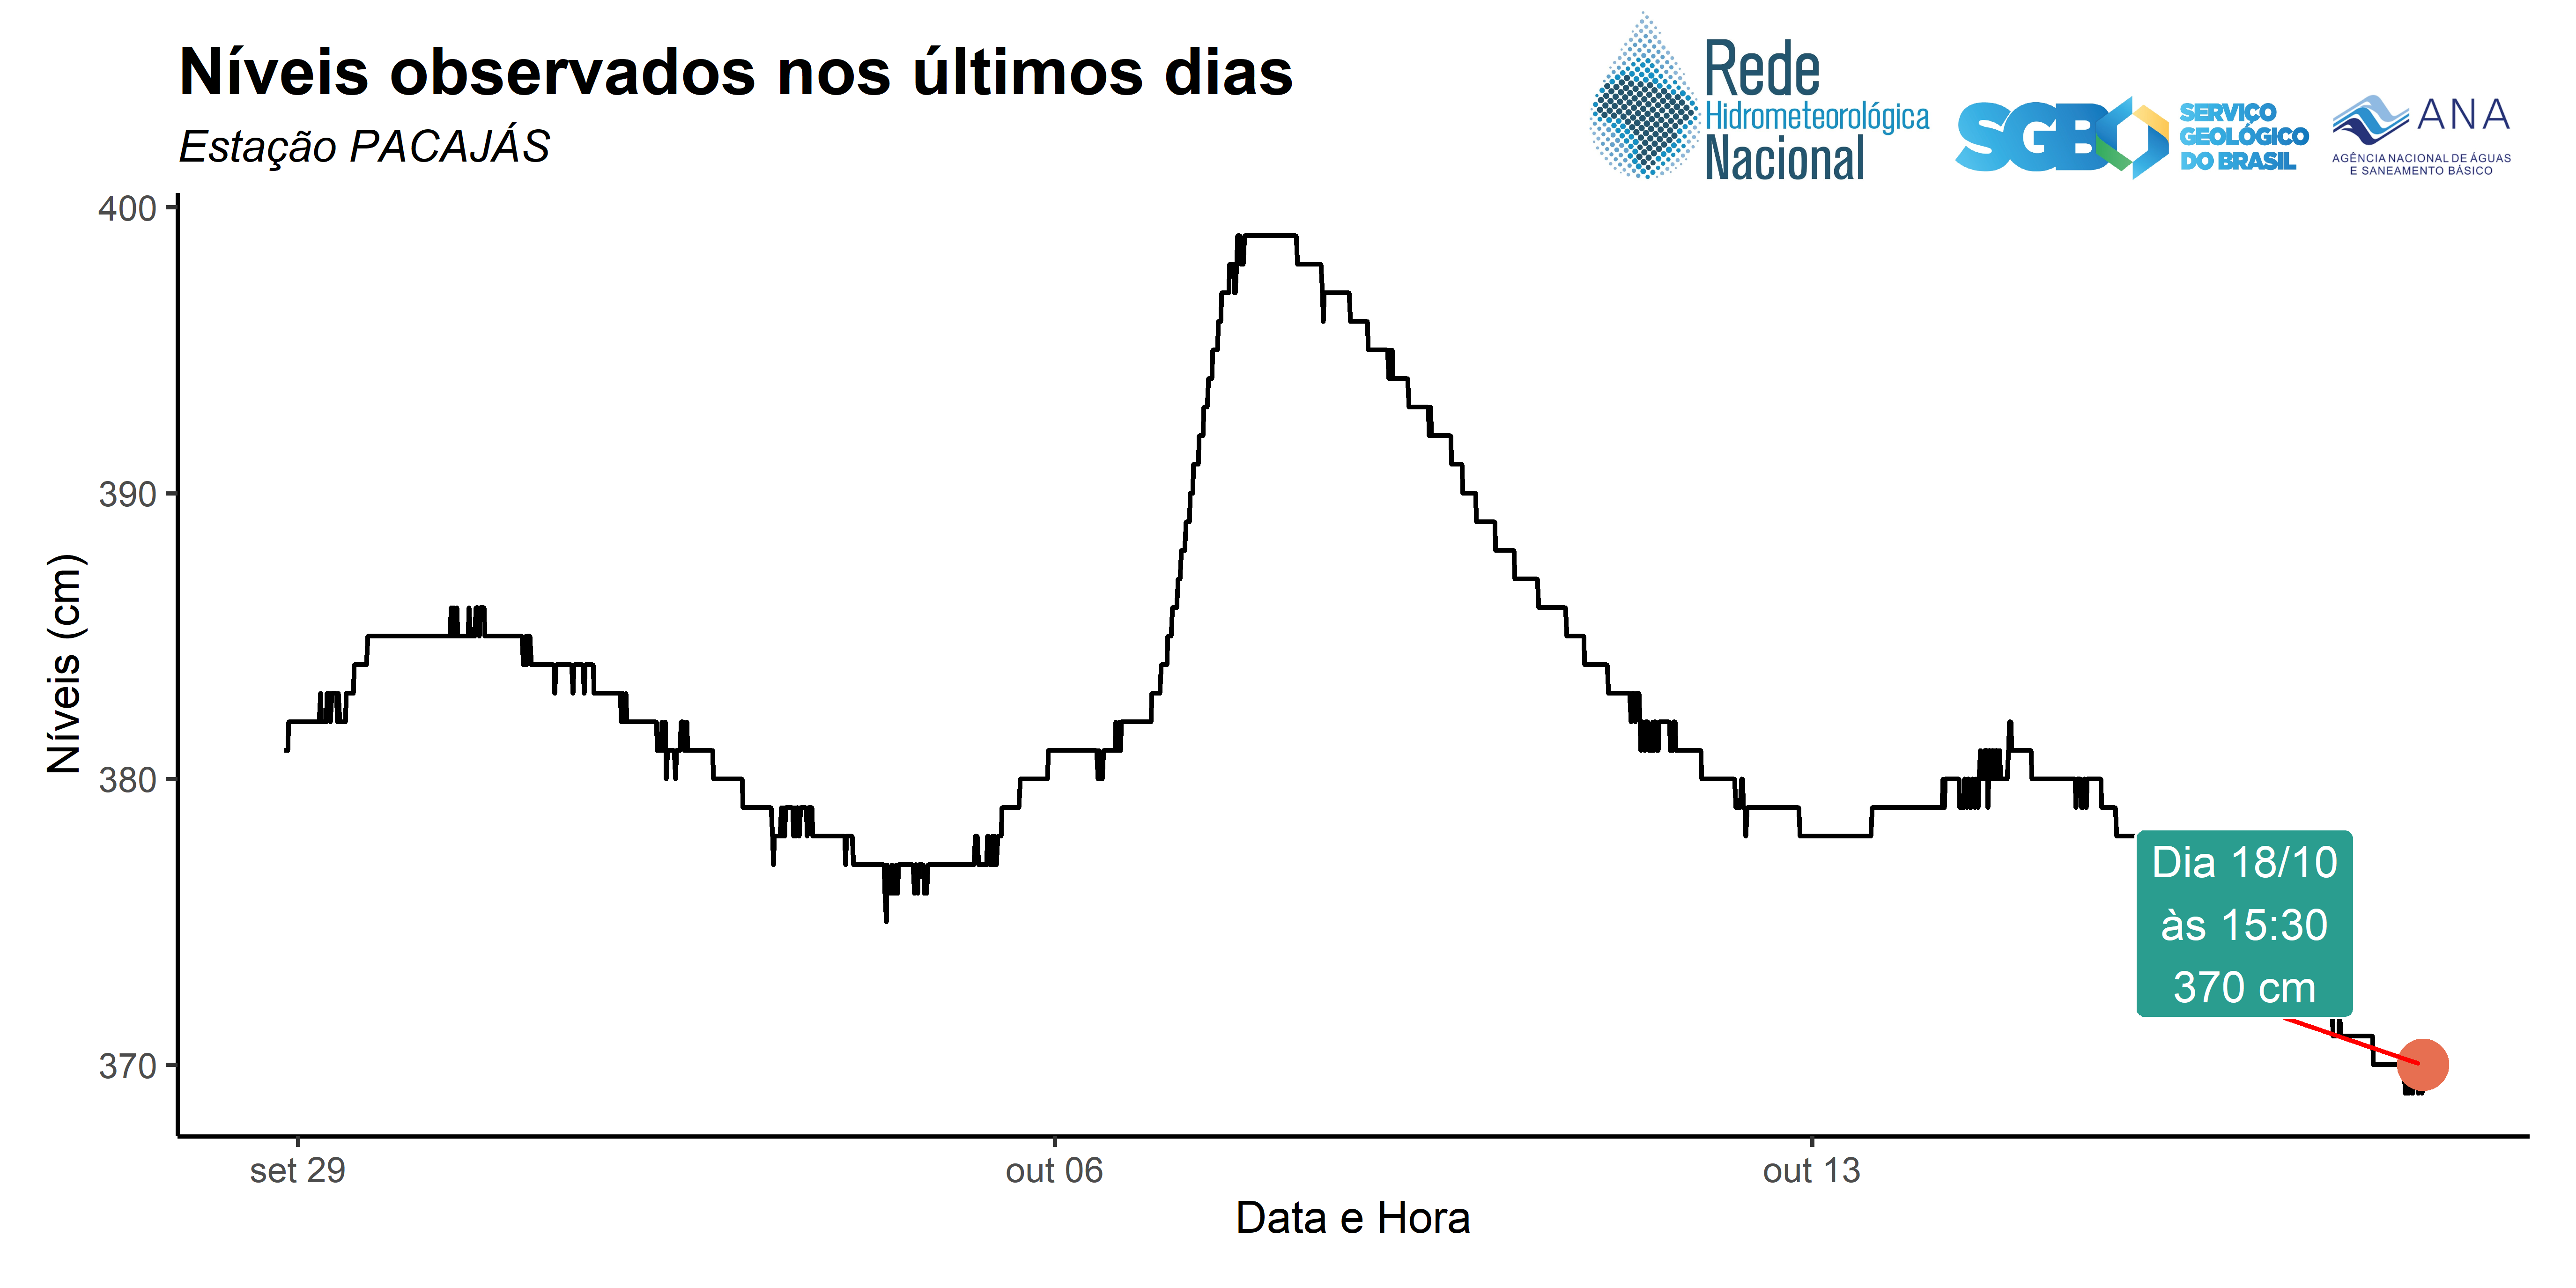 Níveis observados nos últimos dias
Estação PACAJÁS
Rede
Hidrometeorológica
Nacional
SGB
SERVIÇO
GEOLÓGICO
DO BRASIL
ANA
AGÊNCIA NACIONAL DE ÁGUAS
E SANEAMENTO BÁSICO
400
390
380
370
Níveis (cm)
Dia 18/10
às 15:30
370 cm
set 29
out 06
out 13
Data e Hora